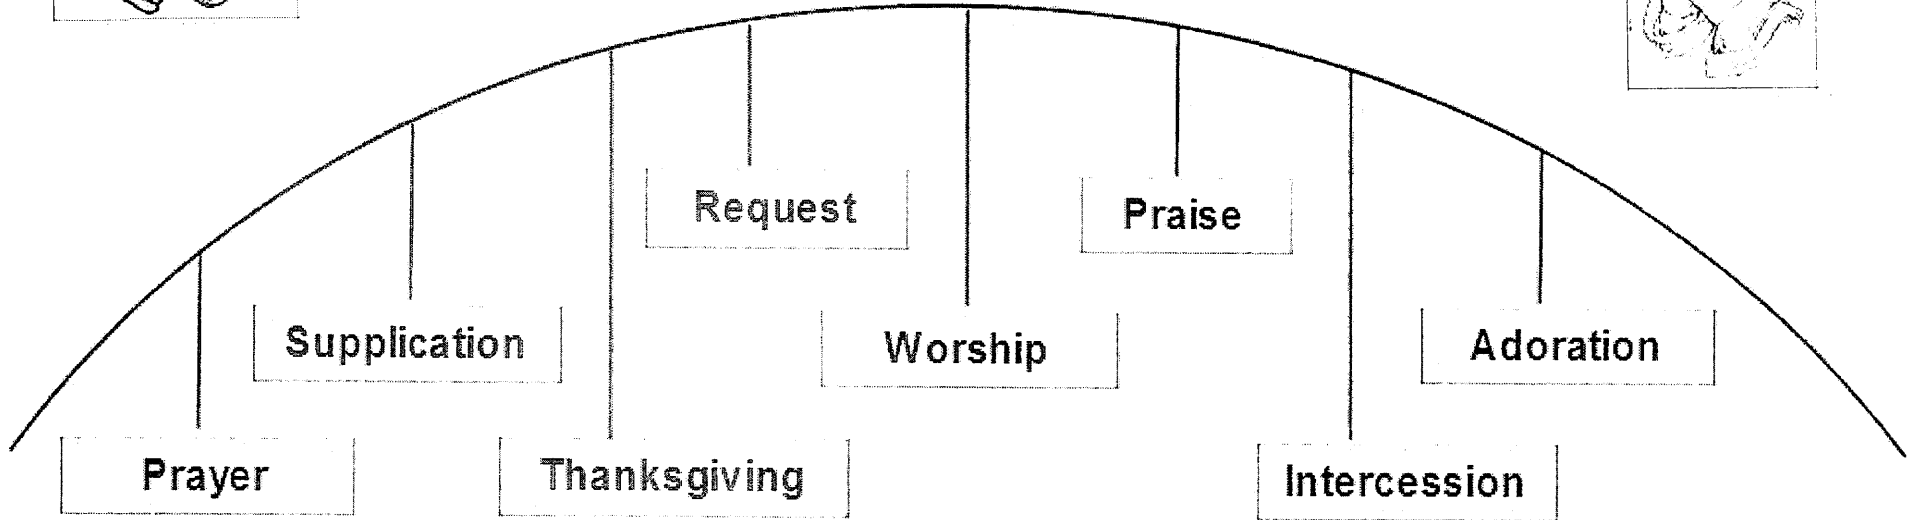 Request
Praise
Supplication
Worship
Adoration
Prayer
Thanksgiving
Intercession